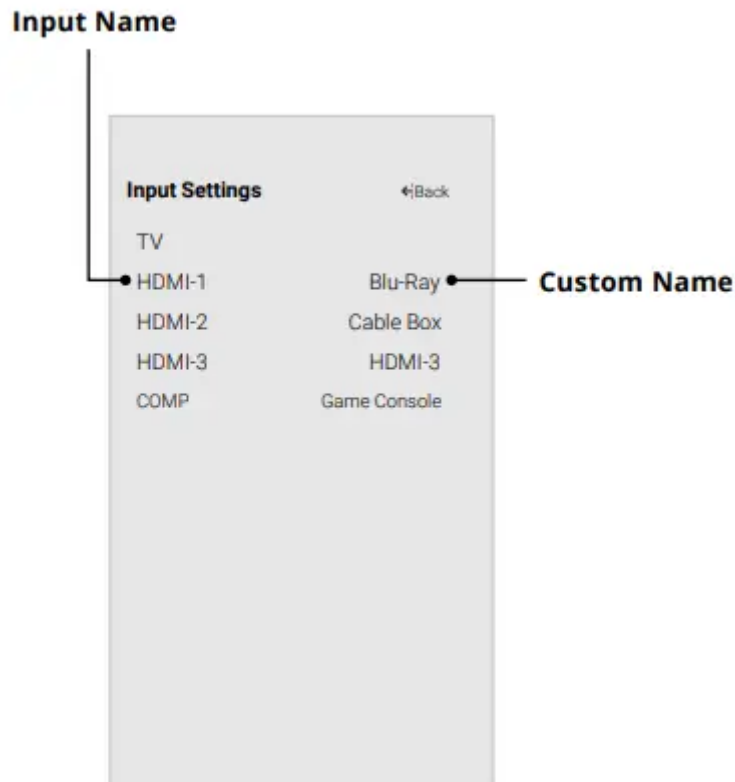 Input Name
Input Settings Back
TV
HDMI-1 Blu-Ray Custom Name
HDMI-2 Cable Box
HDMI-3 HDMI-3
COMP Game Console